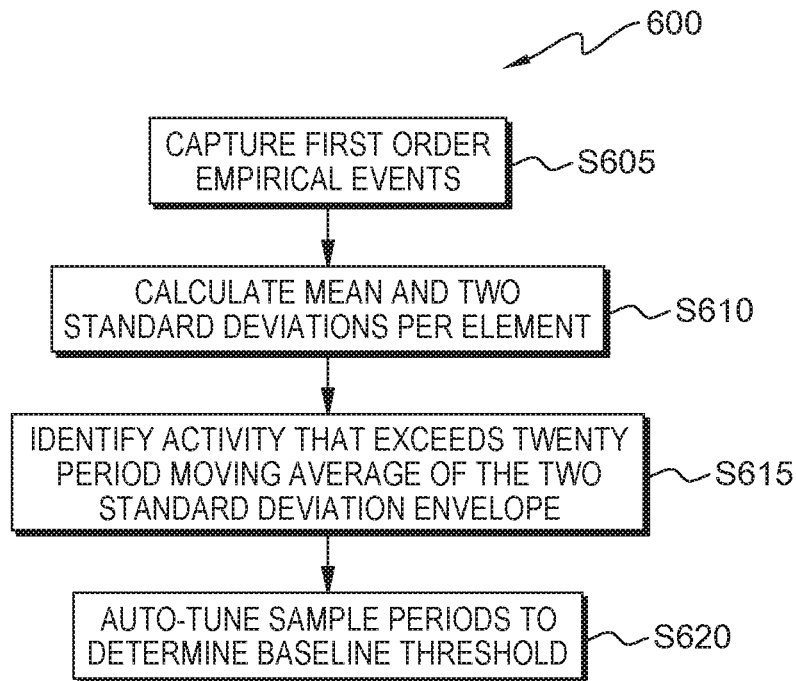 600
CAPTURE FIRST ORDER
EMPIRICAL EVENTS
S605
CALCULATE MEAN AND TWO
STANDARD DEVIATIONS PER ELEMENT
S610
IDENTIFY ACTIVITY THAT EXCEEDS TWENTY
PERIOD MOVING AVERAGE OF THE TWO
STANDARD DEVIATION ENVELOPE
S615
AUTO-TUNE SAMPLE PERIODS TO
DETERMINE BASELINE THRESHOLD
S620